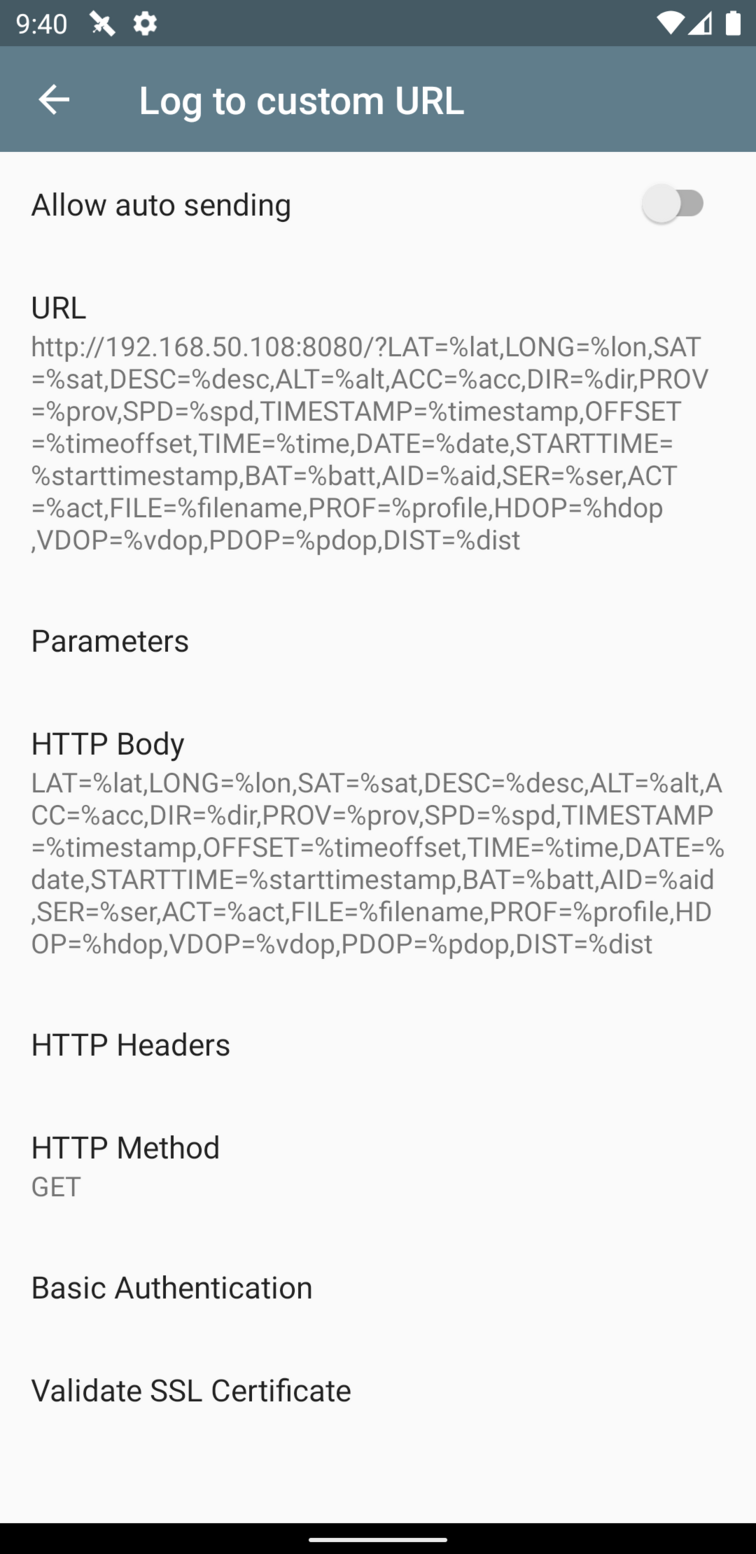 9:40
Log to custom URL
Allow auto sending
URL
http://192.168.50.108:8080/?LAT=%lat,LONG=%lon,SAT
=%sat,DESC=%desc,ALT=%alt,ACC=%acc,DIR=%dir,PROV
=%prov,SPD=%spd,TIMESTAMP=%timestamp,OFFSET
=%timeoffset,TIME=%time,DATE=%date,STARTTIME=
%starttimestamp,BAT=%batt,AID=%aid,SER=%ser,ACT
=%act,FILE=%filename,PROF=%profile,HDOP=%hdop
,VDOP=%vdop,PDOP=%pdop,DIST=%dist
Parameters
HTTP Body
LAT=%lat,LONG=%lon,SAT=%sat,DESC=%desc,ALT=%alt,A
CC=%acc,DIR=%dir,PROV=%prov,SPD=%spd,TIMESTAMP
=%timestamp,OFFSET=%timeoffset,TIME=%time,DATE=%
date,STARTTIME=%starttimestamp,BAT=%batt,AID=%aid
,SER=%ser,ACT=%act,FILE=%filename,PROF=%profile,HD
OP=%hdop,VDOP=%vdop,PDOP=%pdop,DIST=%dist
HTTP Headers
HTTP Method
GET
Basic Authentication
Validate SSL Certificate